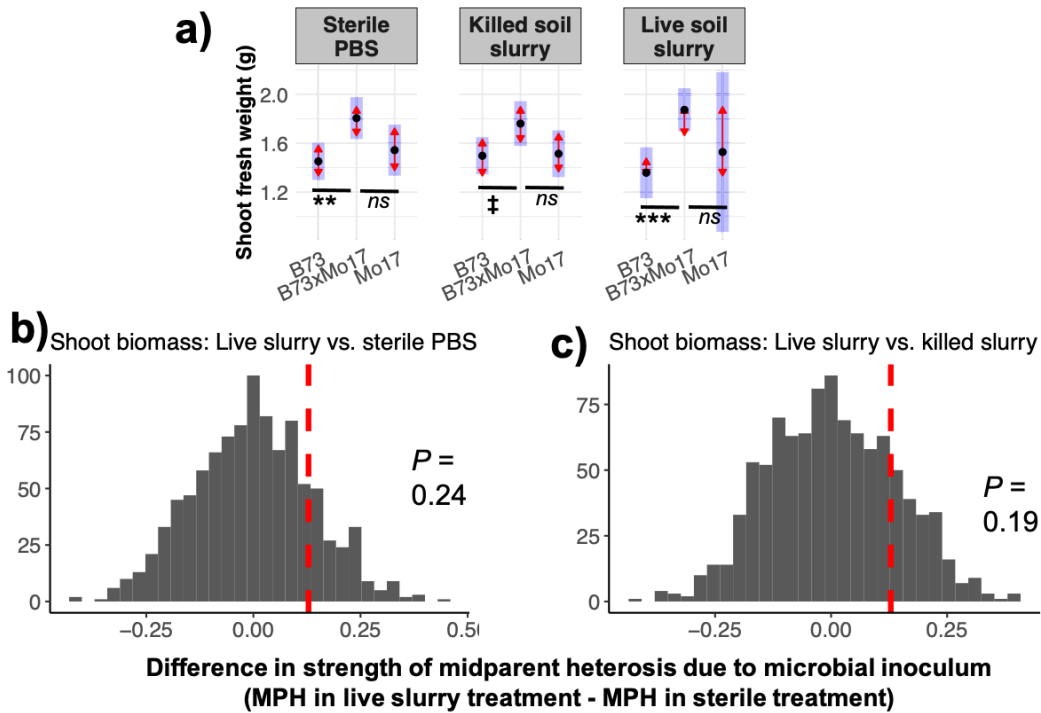 a)
Sterile
PBS
Killed soil
slurry
Live soil
slurry
Shoot fresh weight (g)
2.0
1.6
1.2
** ns
‡ ns
*** ns
B73 B73xMo17 Mo17
B73 B73xMo17 Mo17
B73 B73xMo17 Mo17
b)
Shoot biomass: Live slurry vs. sterile PBS
100
75
50
25
0
P =
0.24
−0.25 0.00 0.25 0.50
c)
Shoot biomass: Live slurry vs. killed slurry
75
50
25
0
P =
0.19
−0.25 0.00 0.25
Difference in strength of midparent heterosis due to microbial inoculum
(MPH in live slurry treatment - MPH in sterile treatment)